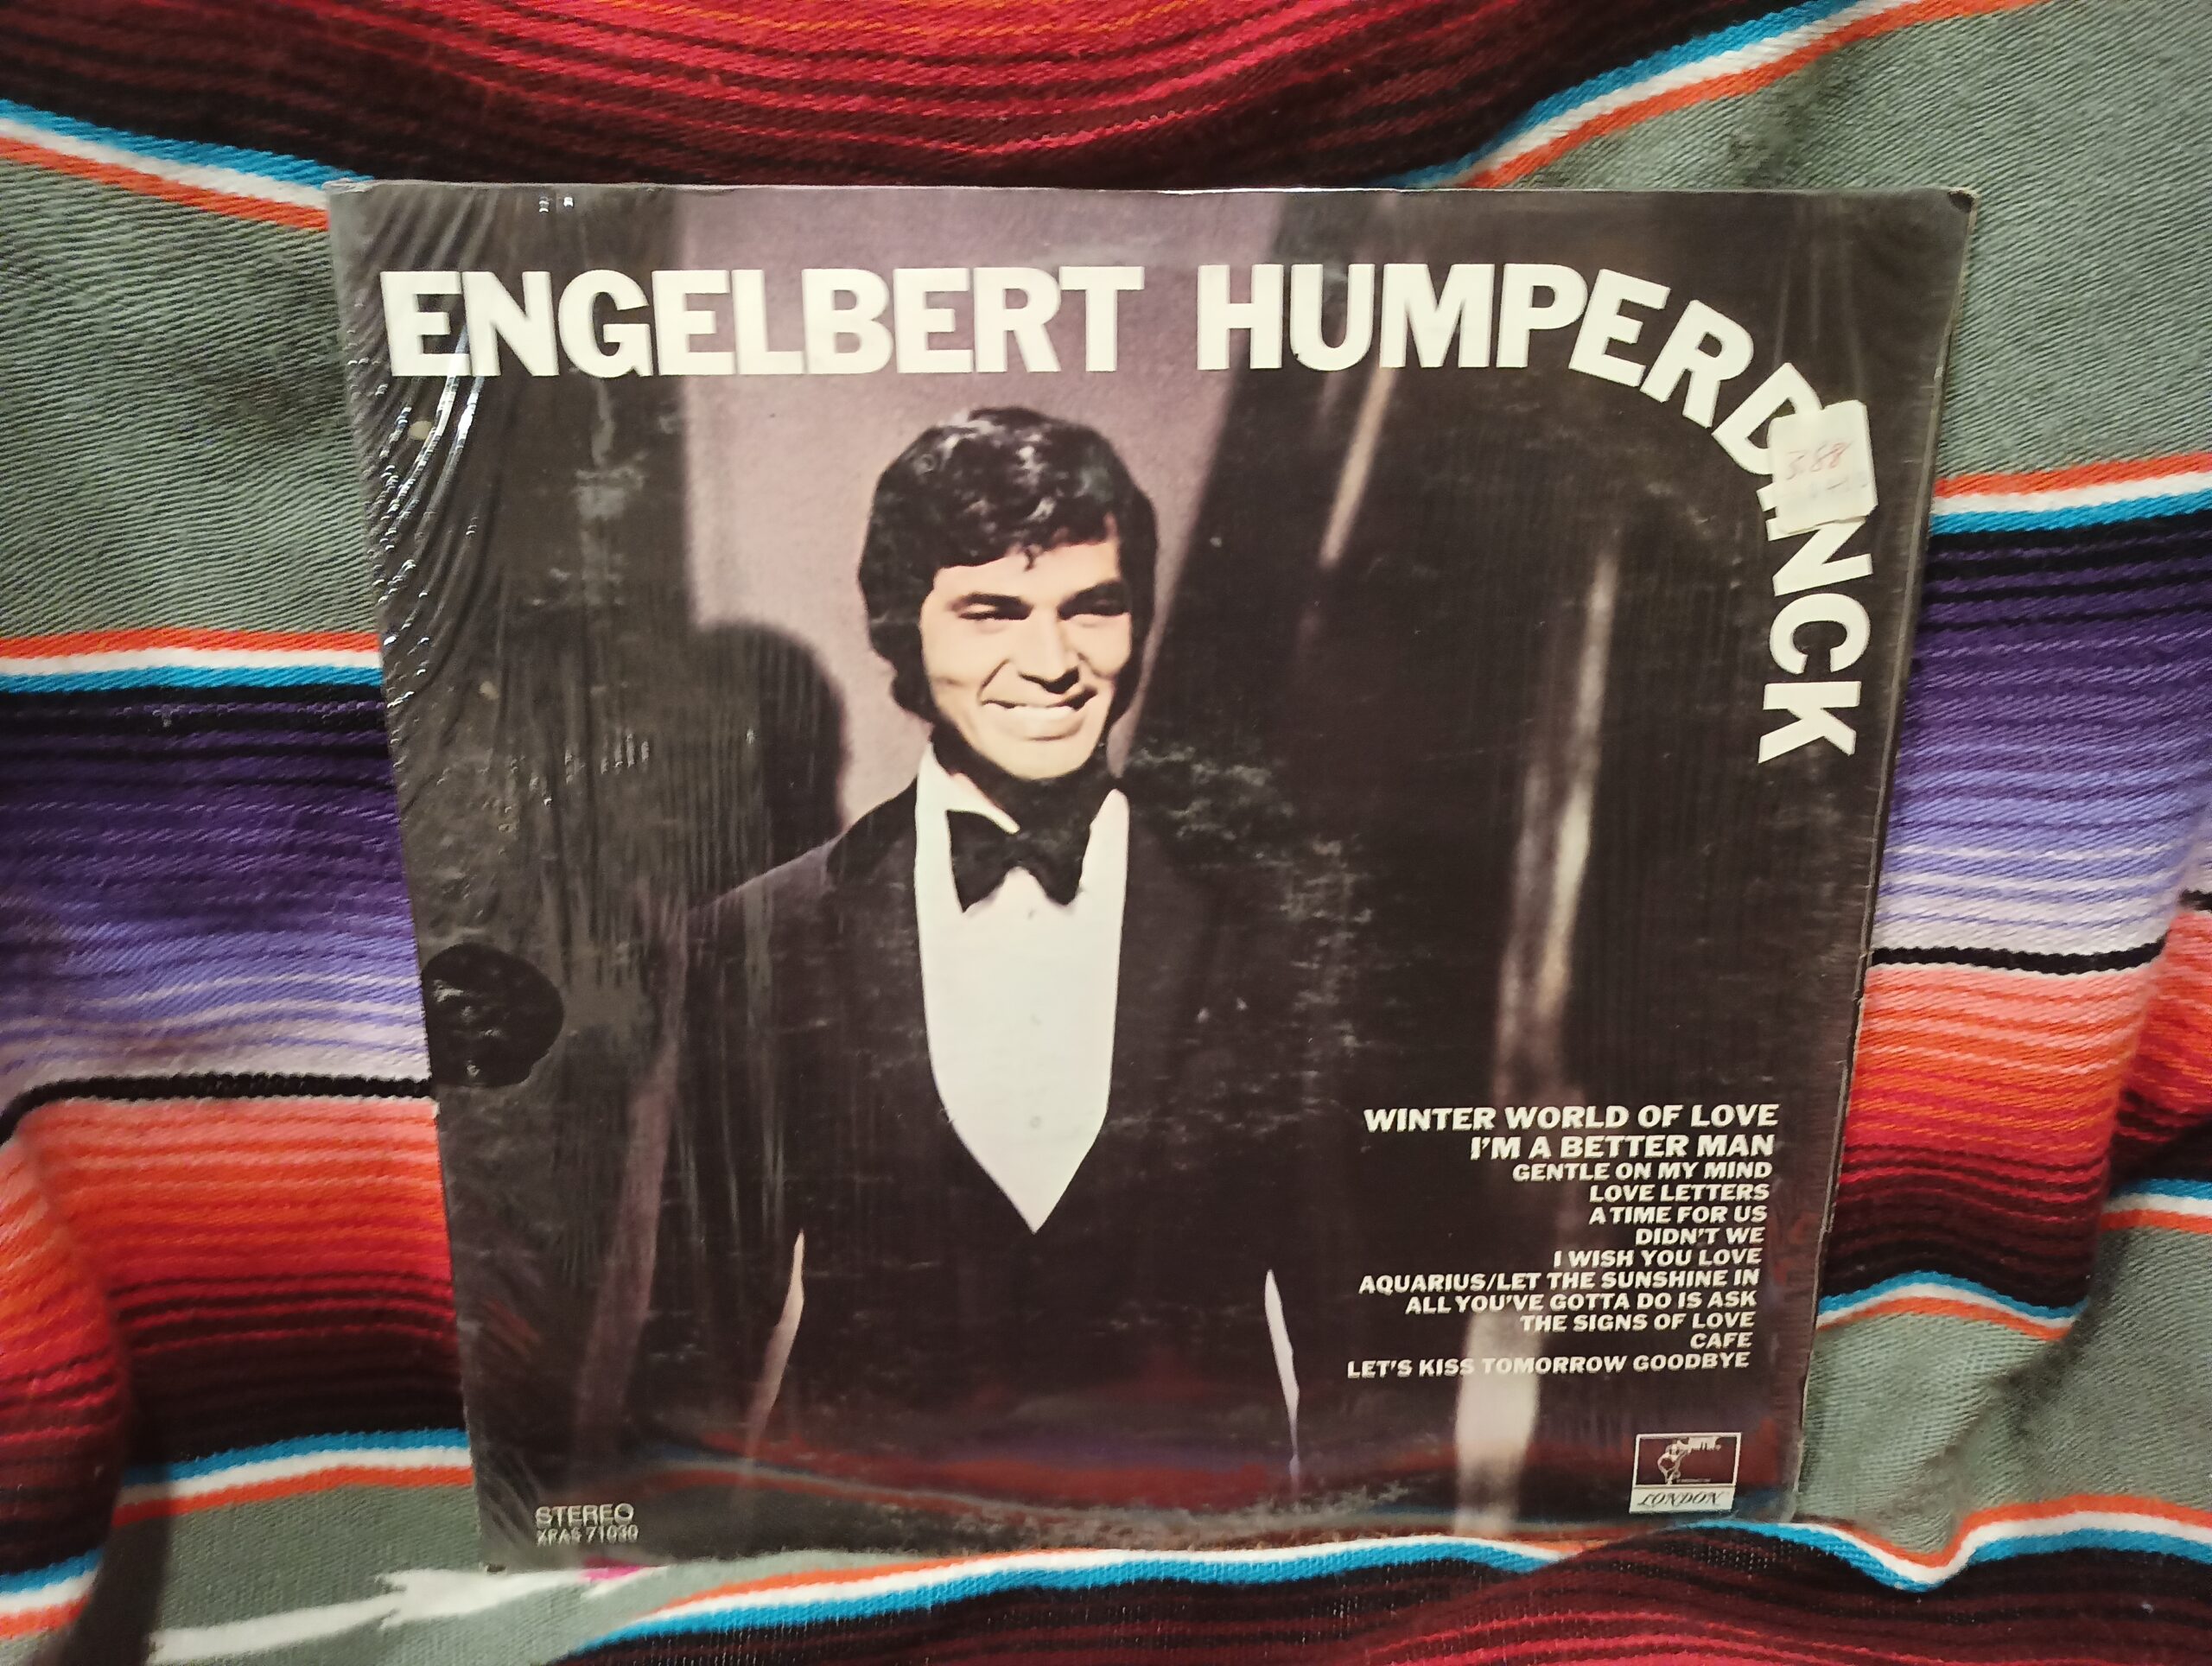 ENGELBERT HUMPERDINCK
3.88
WINTER WORLD OF LOVE
I'M A BETTER MAN
GENTLE ON MY MIND
LOVE LETTERS
A TIME FOR US
DIDN'T WE
I WISH YOU LOVE
AQUARIUS/LET THE SUNSHINE IN
ALL YOU'VE GOTTA DO IS ASK
THE SIGNS OF LOVE
CAFE
LET'S KISS TOMORROW GOODBYE
STEREO
XPAS 71030
LONDON